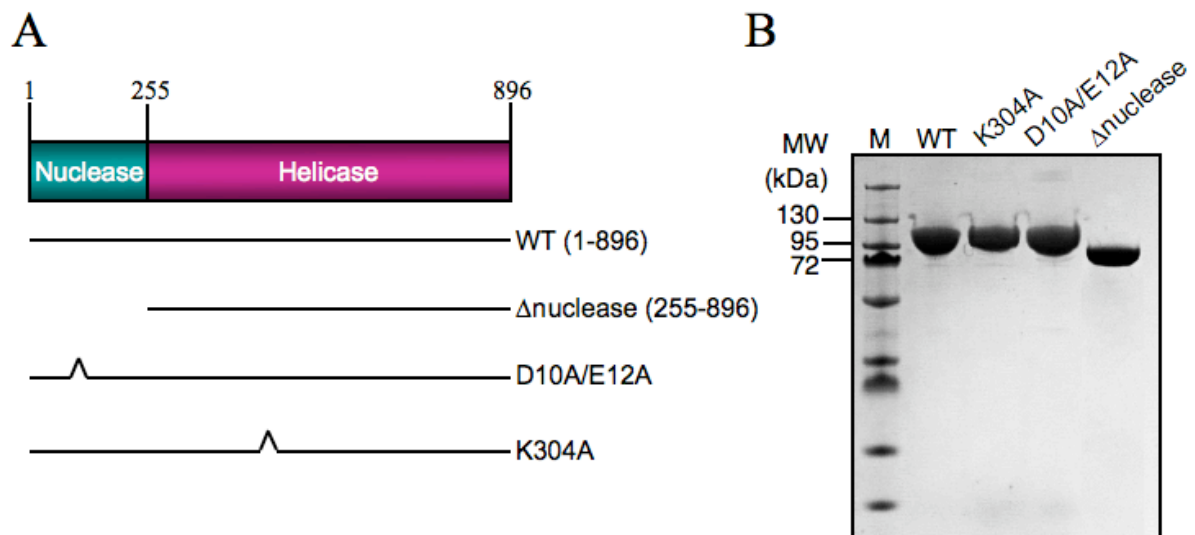 A
1 255 896
Nuclease Helicase
WT (1-896)
Δnuclease (255-896)
D10A/E12A
K304A
B
MW (kDa)
M WT K304A D10A/E12A Δnuclease
130
95
72